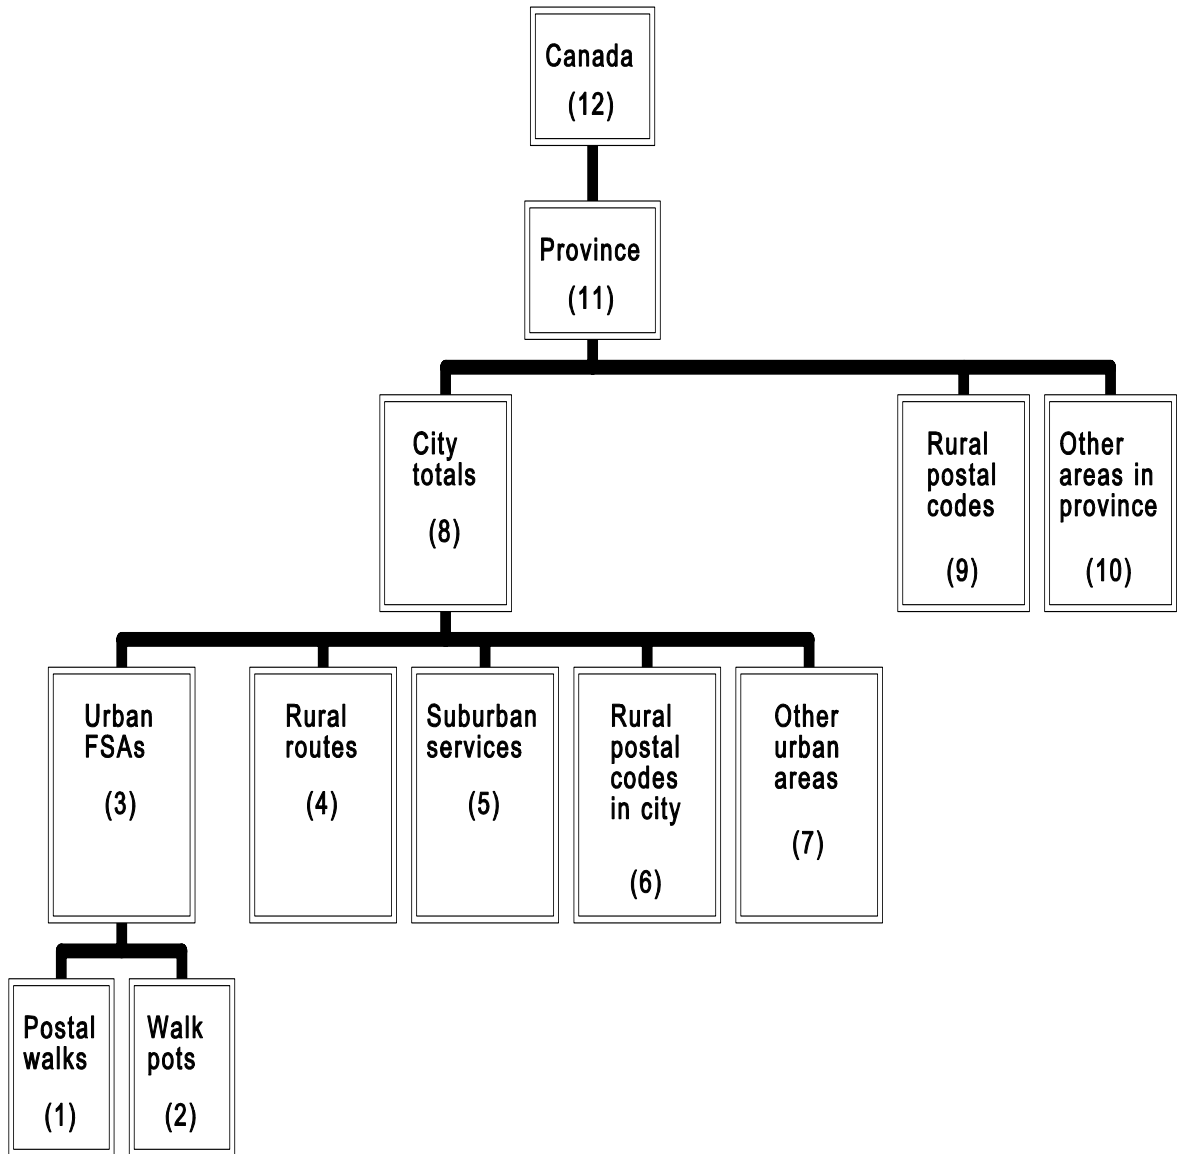 Canada
(12)
Province
(11)
City
totals
(8)
Rural
postal
codes
(9)
Other
areas in
province
(10)
Urban
FSAs
(3)
Rural
routes
(4)
Suburban
services
(5)
Rural
postal
codes
in city
(6)
Other
urban
areas
(7)
Postal
walks
(1)
Walk
pots
(2)